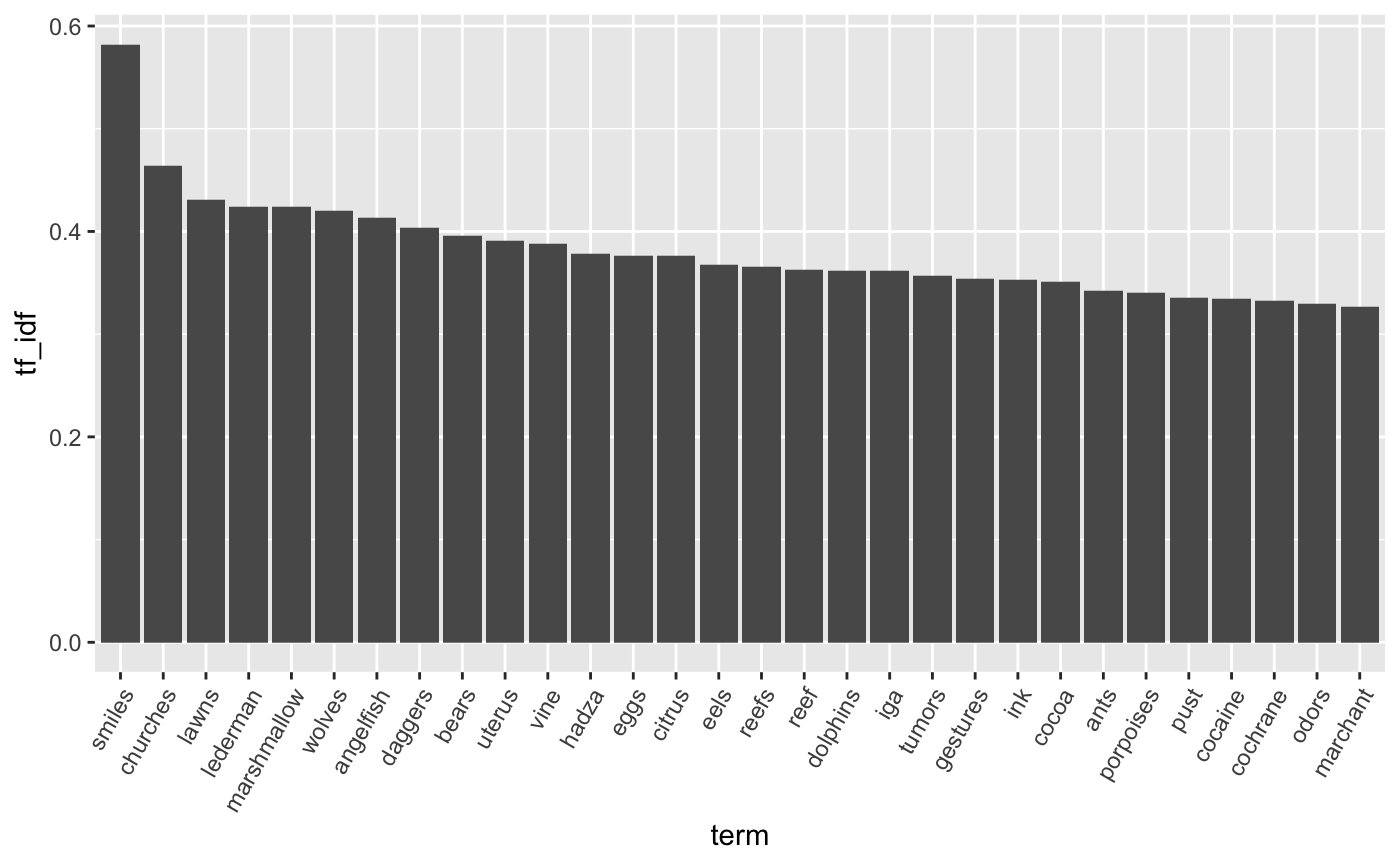 0.6
0.4
0.2
0.0
tf_idf
smiles
churches
lawns
lederman
marshmallow
wolves
angelfish
daggers
bears
uterus
vine
hadza
eggs
citrus
eels
reefs
reef
dolphins
iga
tumors
gestures
ink
cocoa
ants
porpoises
pust
cocaine
cochrane
odors
marchant
term